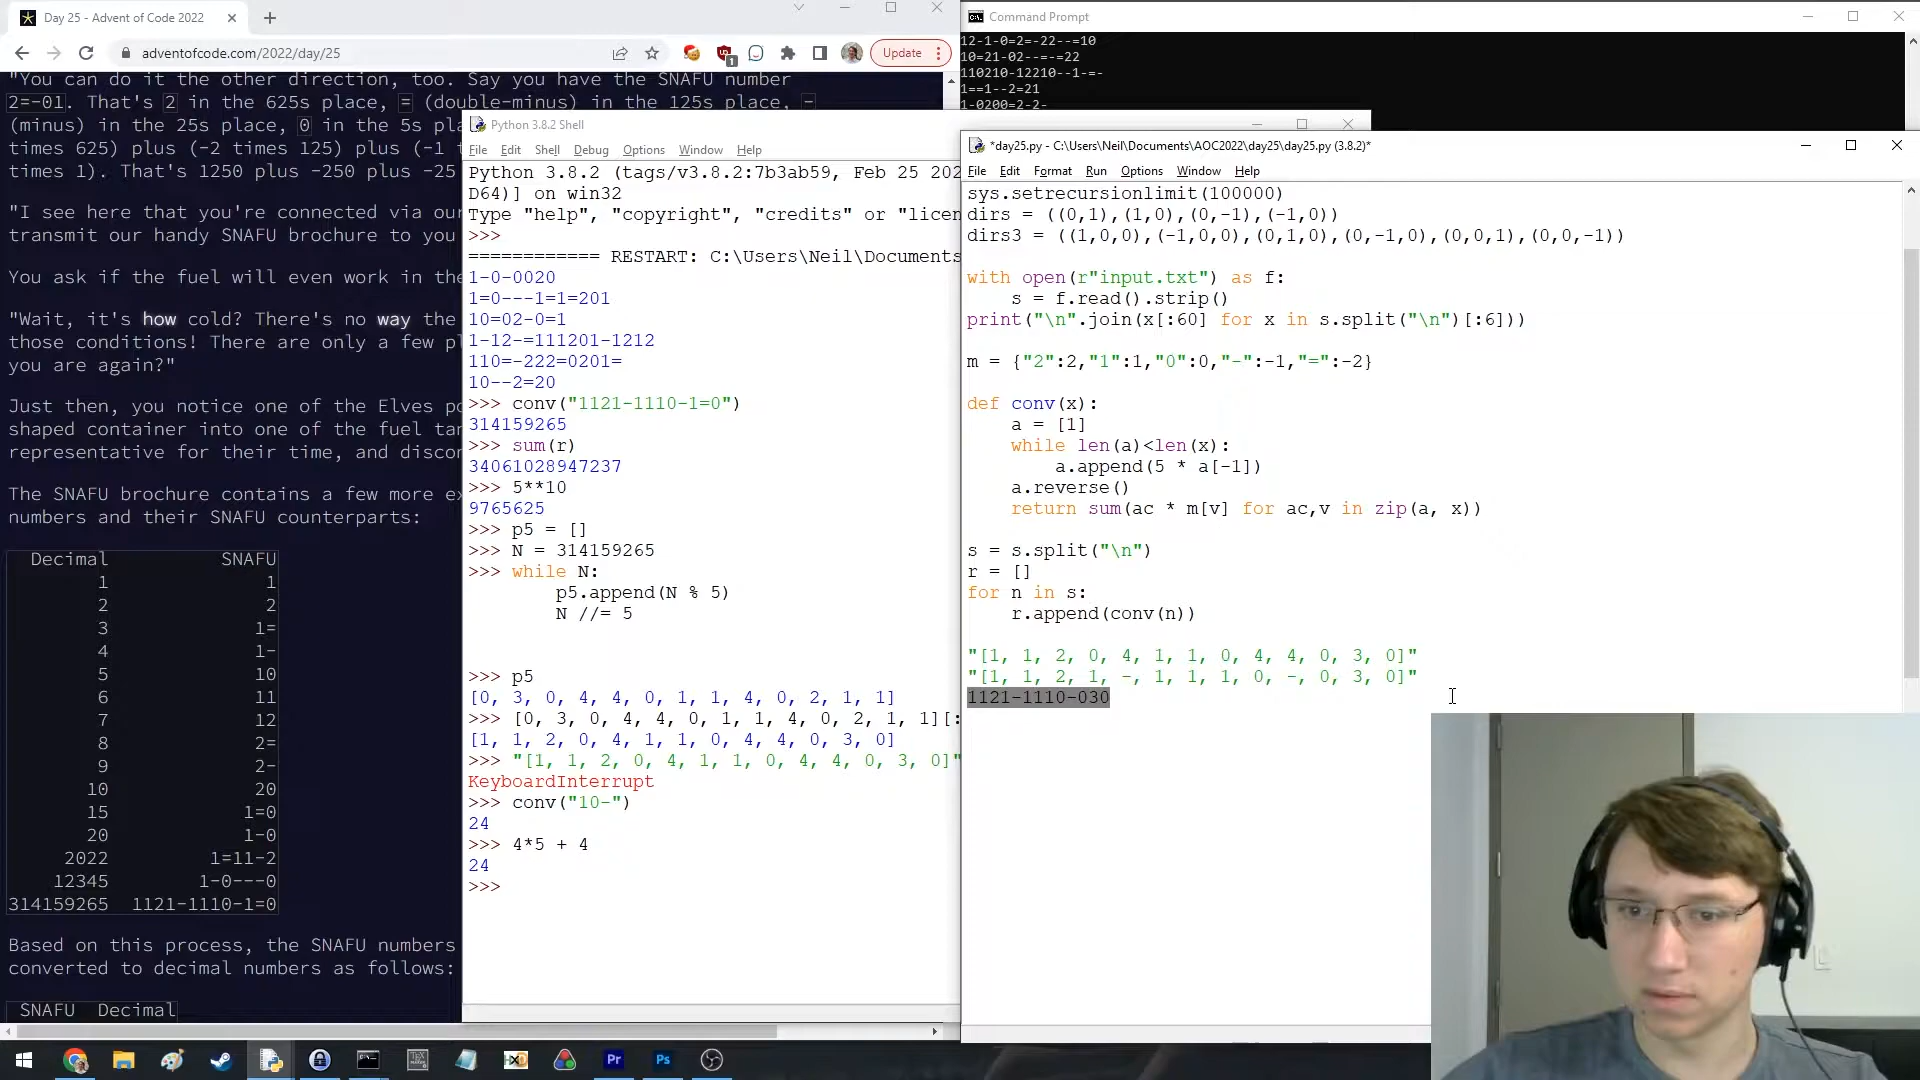 Day 25 - Advent of Code 2022
adventofcode.com/2022/day/25
Update
"You can do it the other direction, too. Say you have the SNAFU number
2=-01. That's 2 in the 625s place, = (double-minus) in the 125s place, -
(minus) in the 25s place, 0 in the 5s pla
times 625) plus (-2 times 125) plus (-1 t
times 1). That's 1250 plus -250 plus -25
"I see here that you're connected via our
transmit our handy SNAFU brochure to you
You ask if the fuel will even work in the
"Wait, it's how cold? There's no way the
those conditions! There are only a few pl
you are again?"
Just then, you notice one of the Elves po
shaped container into one of the fuel tan
representative for their time, and discon
The SNAFU brochure contains a few more ex
numbers and their SNAFU counterparts:
Decimal SNAFU
1 1
2 2
3 1=
4 1-
5 10
6 11
7 12
8 2=
9 2-
10 20
15 1=0
20 1-0
2022 1=11-2
12345 1-0---0
314159265 1121-1110-1=0
Based on this process, the SNAFU numbers
converted to decimal numbers as follows:
SNAFU Decimal
Python 3.8.2 Shell
File Edit Shell Debug Options Window Help
Python 3.8.2 (tags/v3.8.2:7b3ab59, Feb 25 202
D64)] on win32
Type "help", "copyright", "credits" or "licen
>>>
============ RESTART: C:\Users\Neil\Documents
1-0-0020
1=0---1=1=201
10=02-0=1
1-12-=111201-1212
110=-222=0201=
10--2=20
>>> conv("1121-1110-1=0")
314159265
>>> sum(r)
34061028947237
>>> 5**10
9765625
>>> p5 = []
>>> N = 314159265
>>> while N:
p5.append(N % 5)
N //= 5
>>> p5
[0, 3, 0, 4, 4, 0, 1, 1, 4, 0, 2, 1, 1]
>>> [0, 3, 0, 4, 4, 0, 1, 1, 4, 0, 2, 1, 1][:
[1, 1, 2, 0, 4, 1, 1, 0, 4, 4, 0, 3, 0]
>>> "[1, 1, 2, 0, 4, 1, 1, 0, 4, 4, 0, 3, 0]"
KeyboardInterrupt
>>> conv("10-")
24
>>> 4*5 + 4
24
>>>
Command Prompt
12-1-0=2=-22--=10
10=21-02--=-=22
110210-12210--1-=-
1==1--2=21
1-0200=2-2-
*day25.py - C:\Users\Neil\Documents\AOC2022\day25\day25.py (3.8.2)*
File Edit Format Run Options Window Help
sys.setrecursionlimit(100000)
dirs = ((0,1),(1,0),(0,-1),(-1,0))
dirs3 = ((1,0,0),(-1,0,0),(0,1,0),(0,-1,0),(0,0,1),(0,0,-1))
with open(r"input.txt") as f:
s = f.read().strip()
print("\n".join(x[:60] for x in s.split("\n")[:6]))
m = {"2":2,"1":1,"0":0,"-":-1,"=":-2}
def conv(x):
a = [1]
while len(a)<len(x):
a.append(5 * a[-1])
a.reverse()
return sum(ac * m[v] for ac,v in zip(a, x))
s = s.split("\n")
r = []
for n in s:
r.append(conv(n))
"[1, 1, 2, 0, 4, 1, 1, 0, 4, 4, 0, 3, 0]"
"[1, 1, 2, 1, -, 1, 1, 1, 0, -, 0, 3, 0]"
1121-1110-030
Pr
Ps